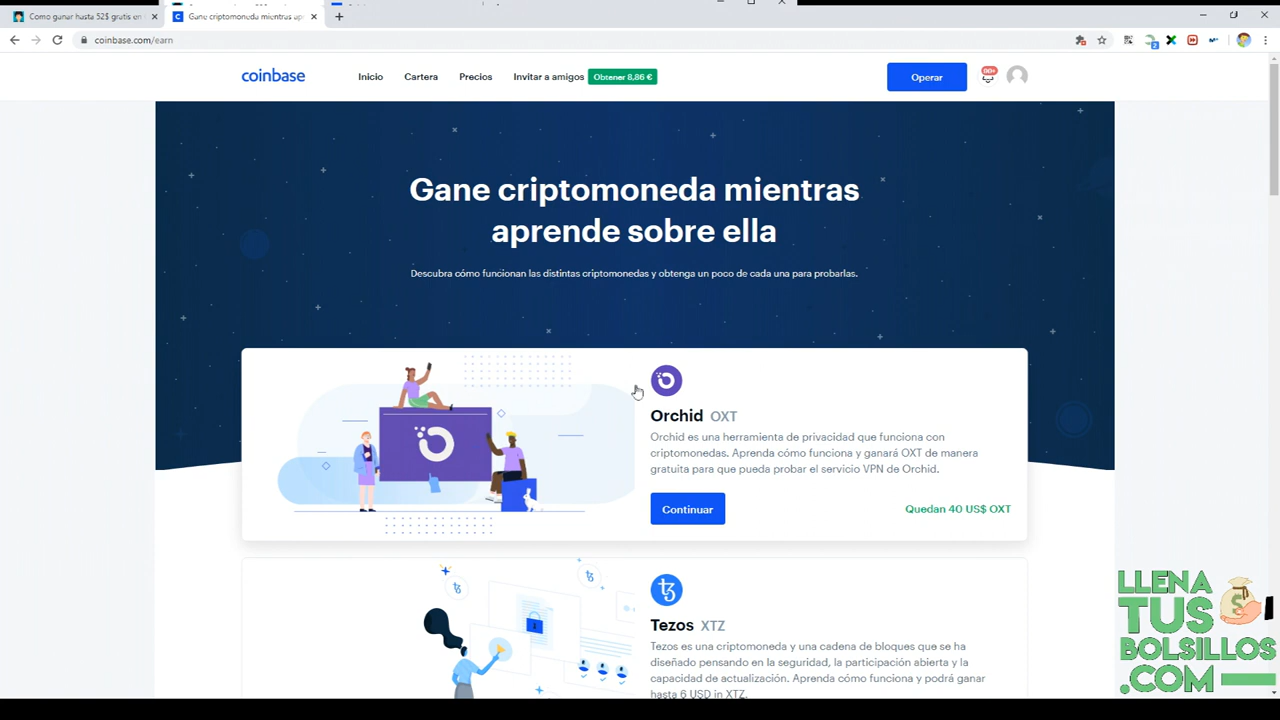 Como ganar hasta 52$ gratis en
Gane criptomoneda mientras ap
coinbase.com/earn
2
coinbase
Inicio
Cartera
Precios
Invitar a amigos
Obtener 8,86 €
Operar
Gane criptomoneda mientras
aprende sobre ella
Descubra cómo funcionan las distintas criptomonedas y obtenga un poco de cada una para probarlas.
Orchid OXT
Orchid es una herramienta de privacidad que funciona con
criptomonedas. Aprenda cómo funciona y ganará OXT de manera
gratuita para que pueda probar el servicio VPN de Orchid.
Continuar
Quedan 40 US$ OXT
Tezos XTZ
Tezos es una criptomoneda y una cadena de bloques que se ha
diseñado pensando en la seguridad, la participación abierta y la
capacidad de actualización. Aprenda cómo funciona y podrá ganar
hasta 6 USD in XTZ.
LLENA
TUS
BOLSILLOS
.COM